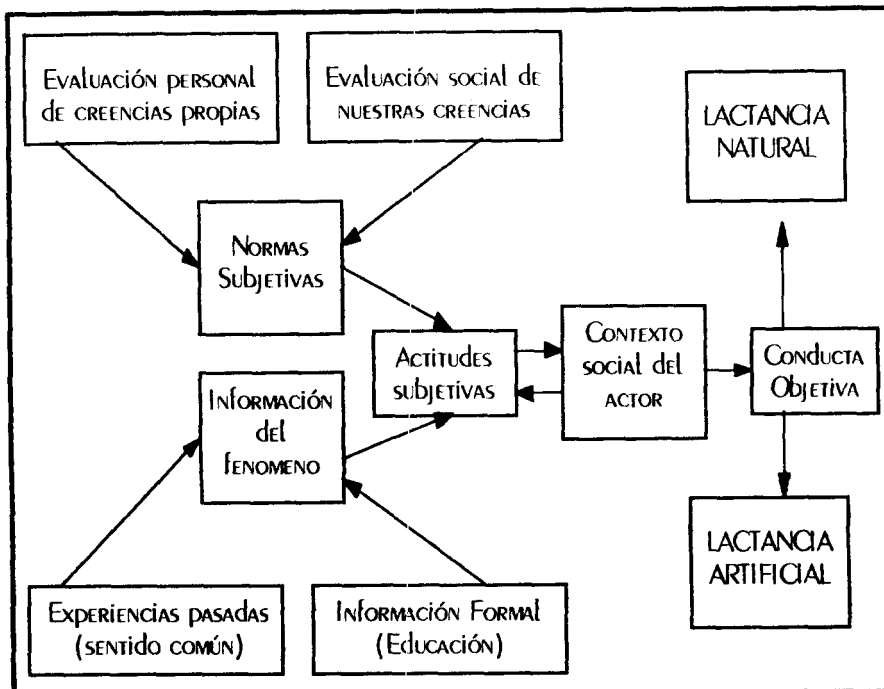 Evaluación personal
de creencias propias
Evaluación social de
nuestras creencias
LACTANCIA
NATURAL
Normas
Subjetivas
Actitudes
subjetivas
Contexto
social del
actor
Conducta
Objetiva
Información
del
fenomeno
LACTANCIA
ARTIFICIAL
Experiencias pasadas
(sentido común)
Información Formal
(Educación)